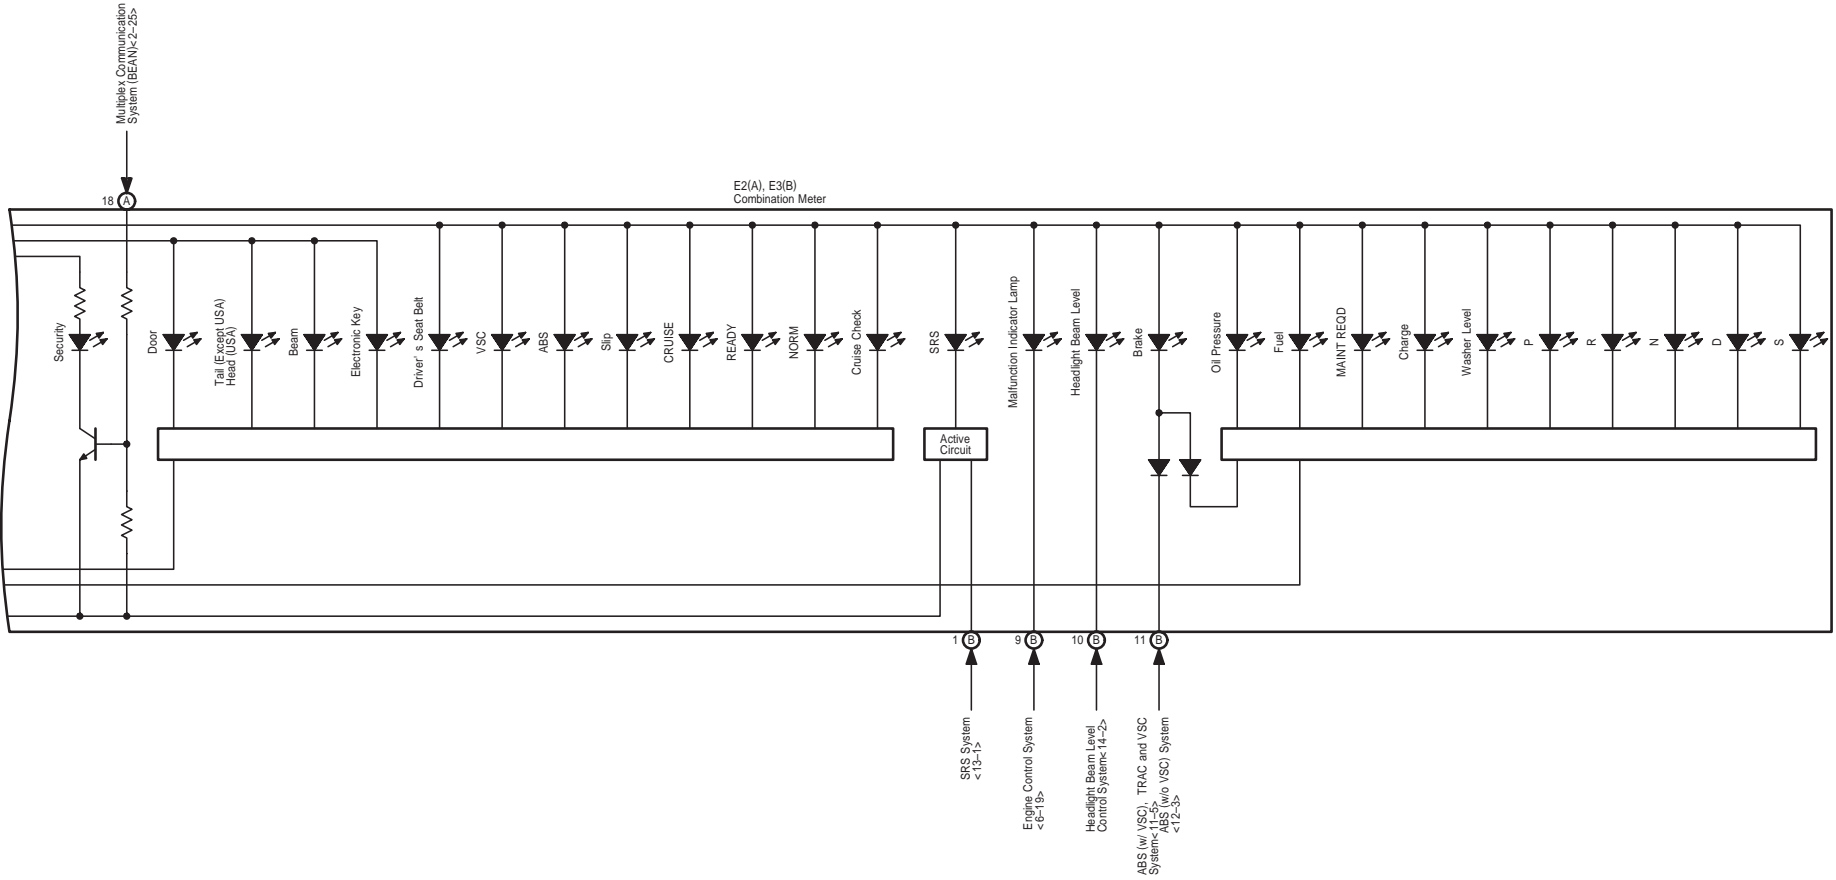 Multiplex Communication
System (BEAN)<2–25>
18 A
E2(A), E3(B)
Combination Meter
Security
Door
Tail (Except USA)
Head (USA)
Beam
Electronic Key
Driver' s Seat Belt
VSC
ABS
Slip
CRUISE
READY
NORM
Cruise Check
SRS
Malfunction Indicator Lamp
Headlight Beam Level
Brake
Oil Pressure
Fuel
MAINT REQD
Charge
Washer Level
P
R
N
D
S
Active
Circuit
1 B
9 B
10 B
11 B
SRS System
<13–1>
Engine Control System
<6–19>
Headlight Beam Level
Control System<14–2>
ABS (w/ VSC), TRAC and VSC
System<11–5>
ABS (w/o VSC) System
<12–3>